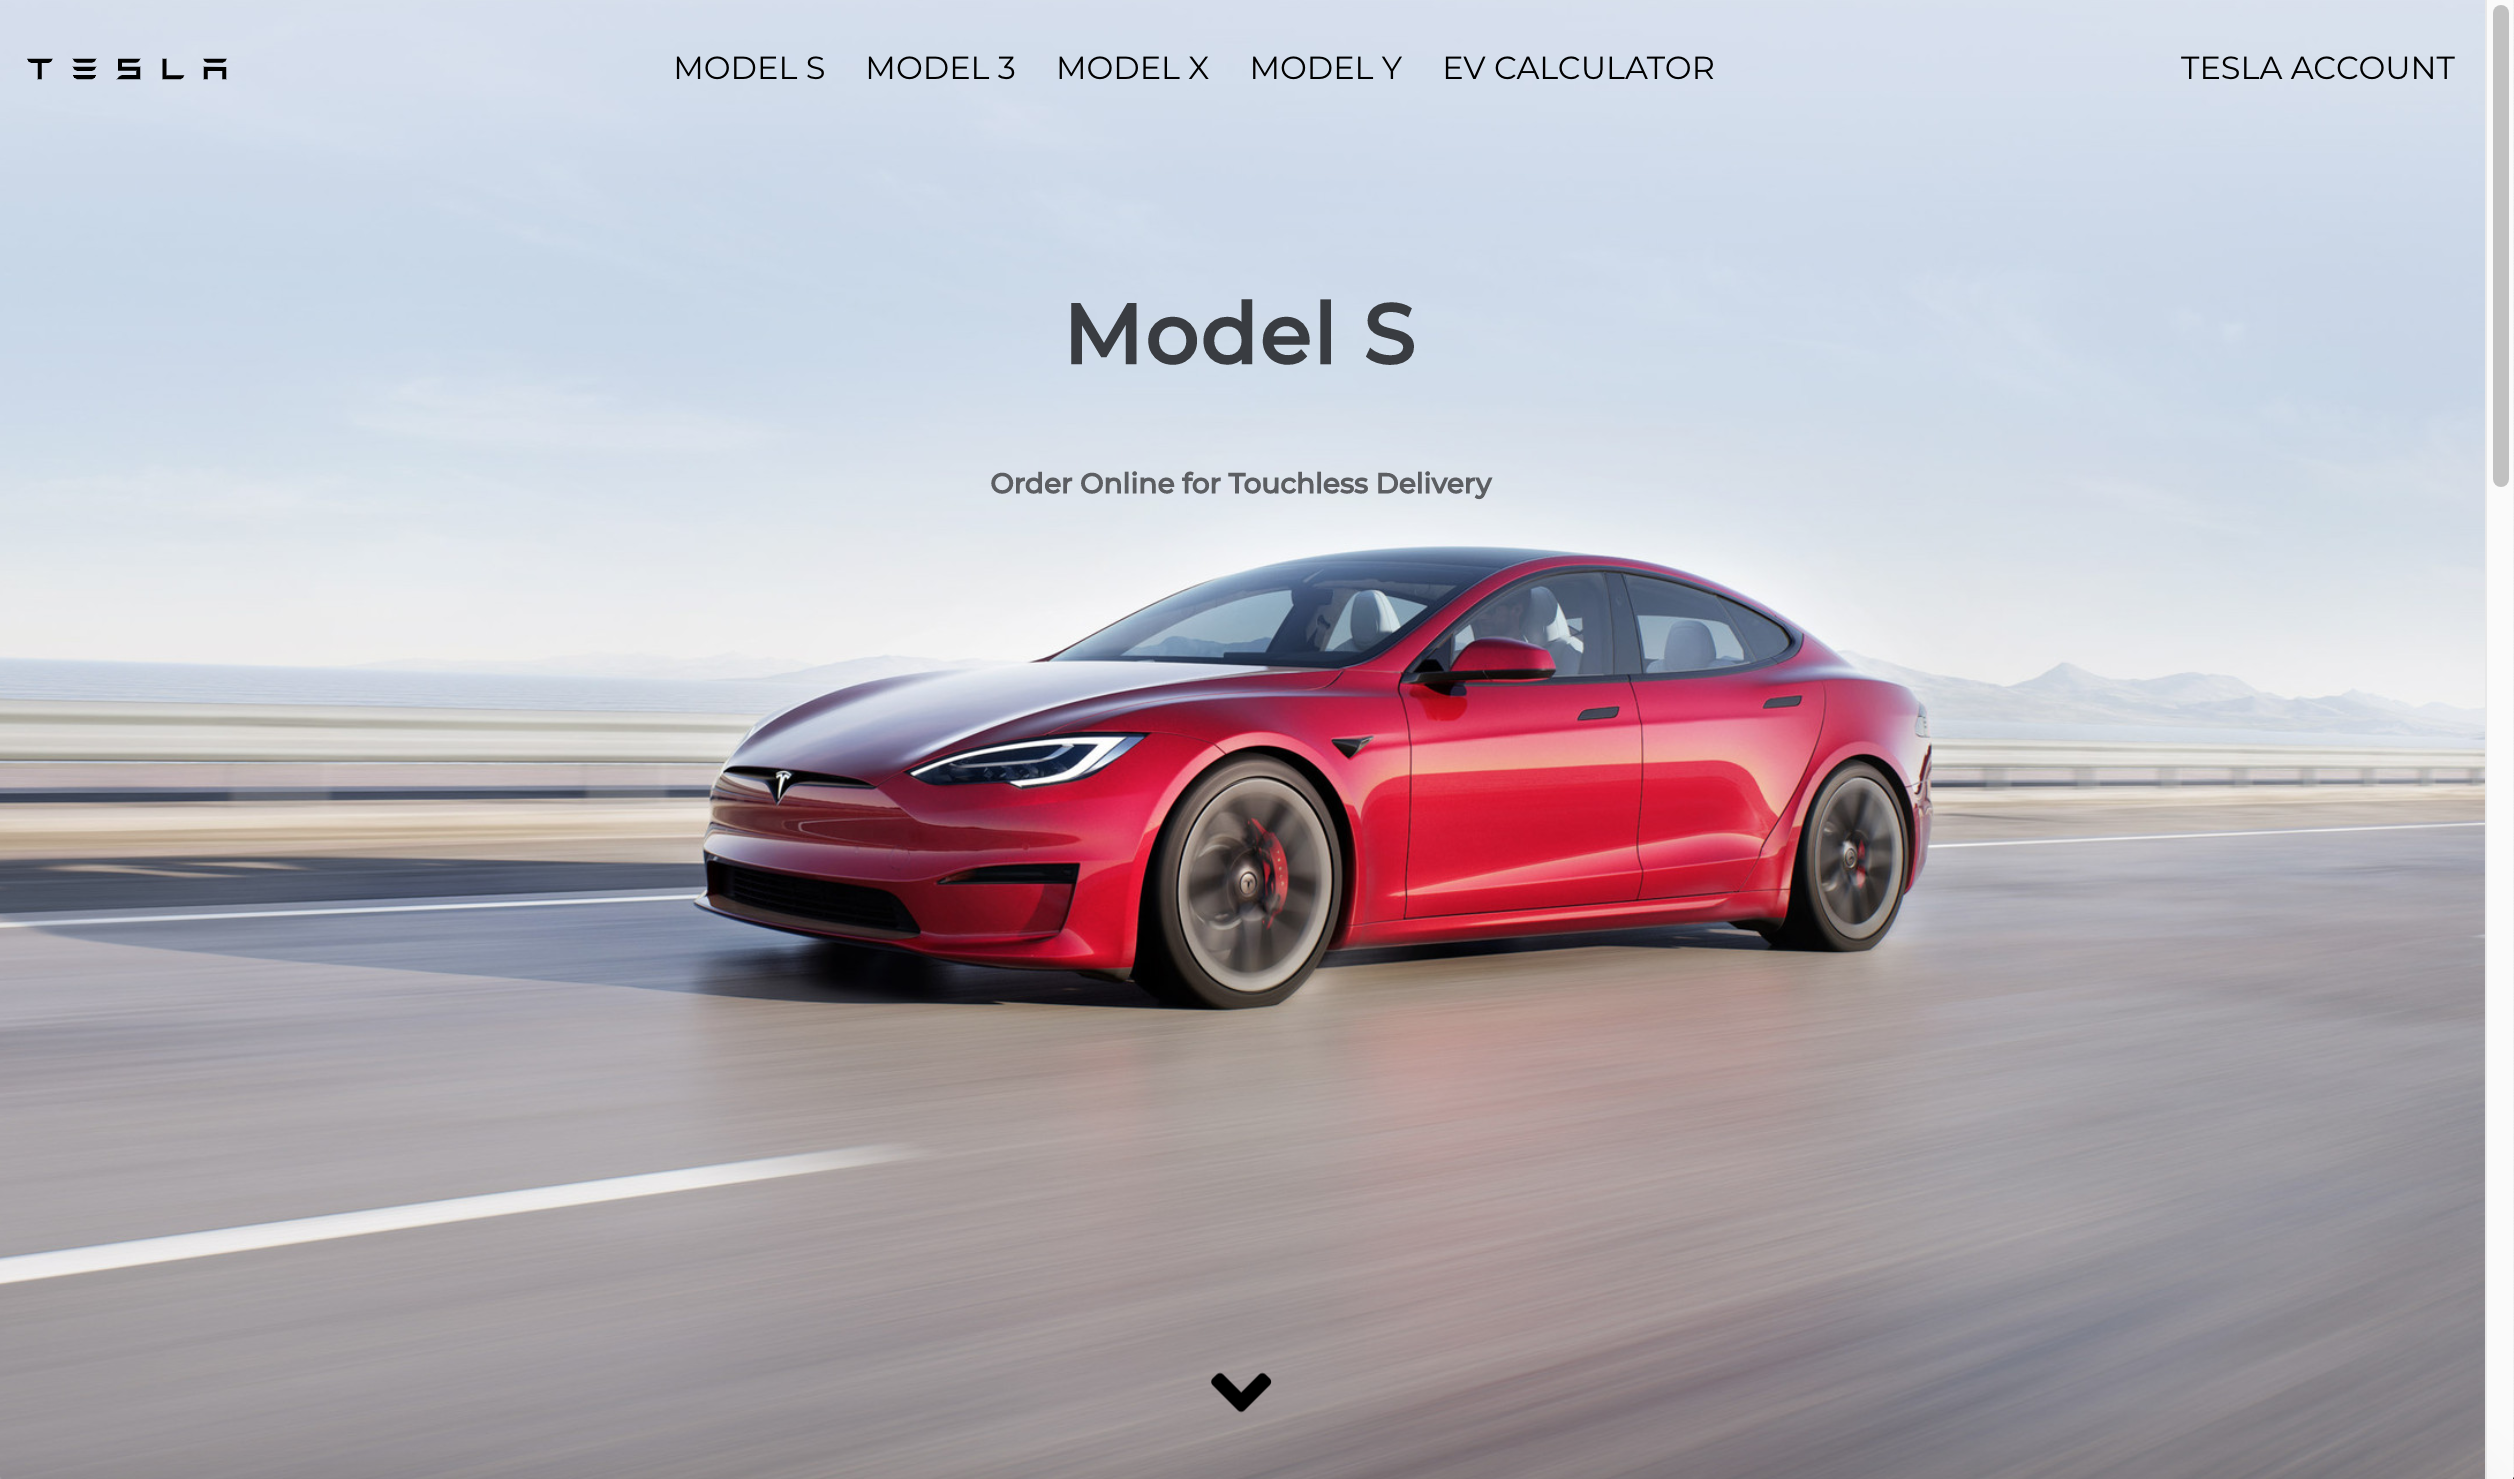 TESLA
MODEL S MODEL 3 MODEL X MODEL Y EV CALCULATOR
TESLA ACCOUNT
Model S
Order Online for Touchless Delivery